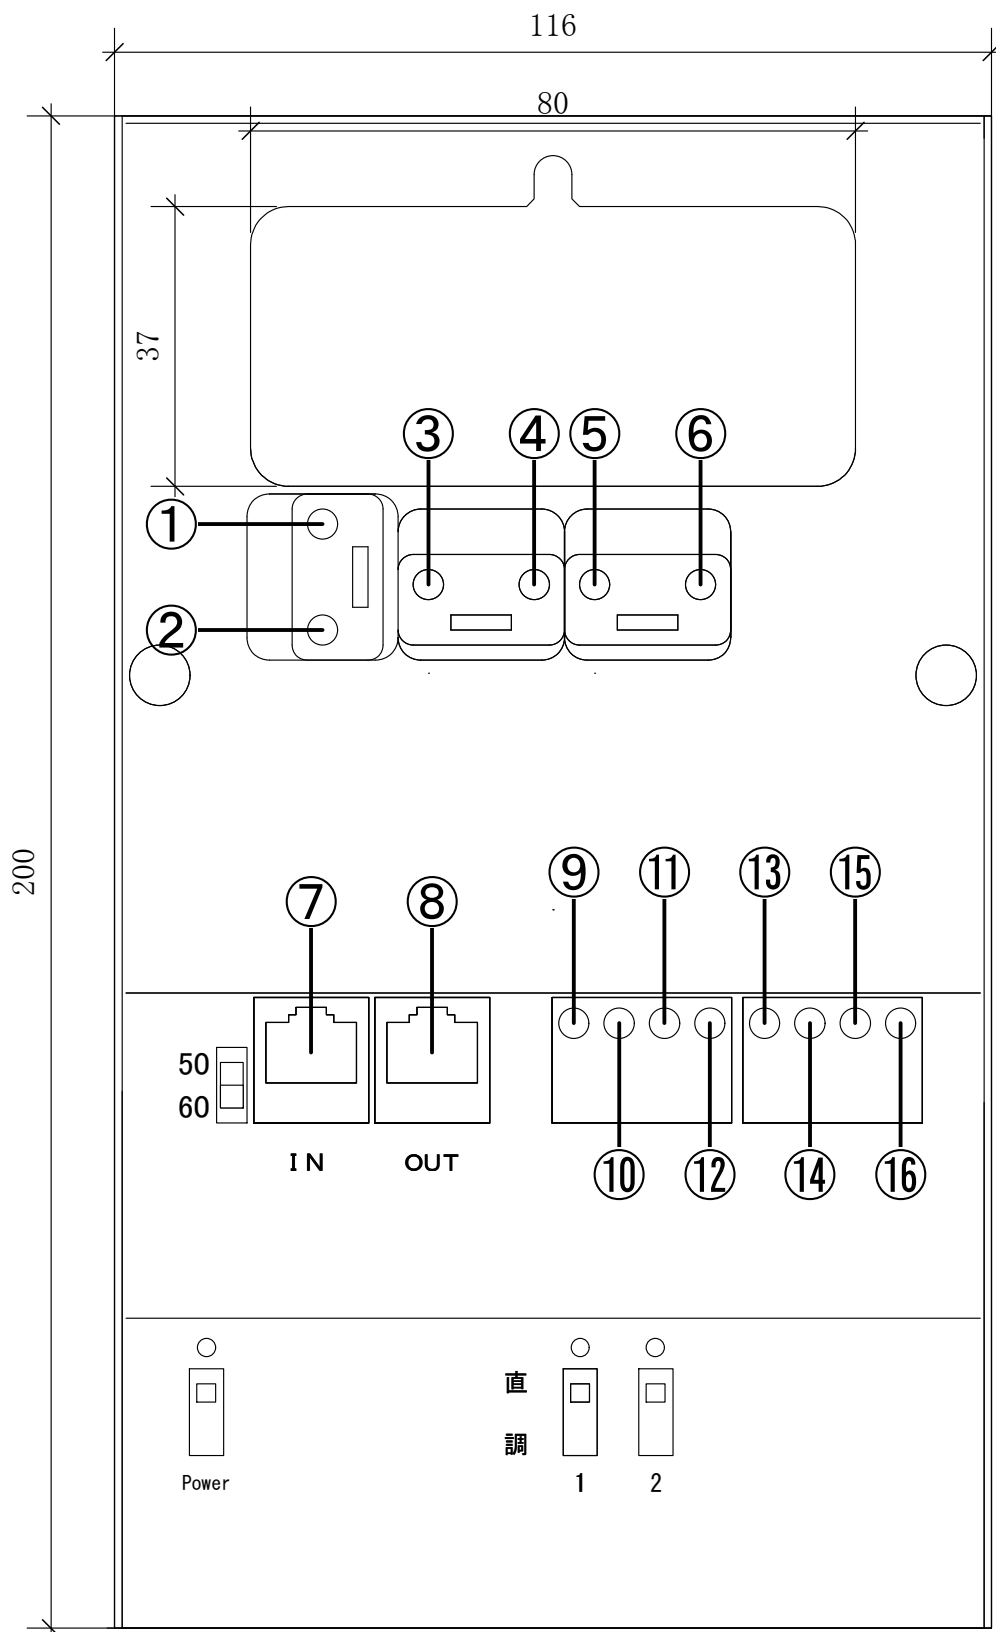 116
80
37
③ ④ ⑤ ⑥
①
②
200
⑨ ⑪ ⑬ ⑮
⑦ ⑧
50
60
IN OUT
⑩ ⑫ ⑭ ⑯
直
調
Power 1 2